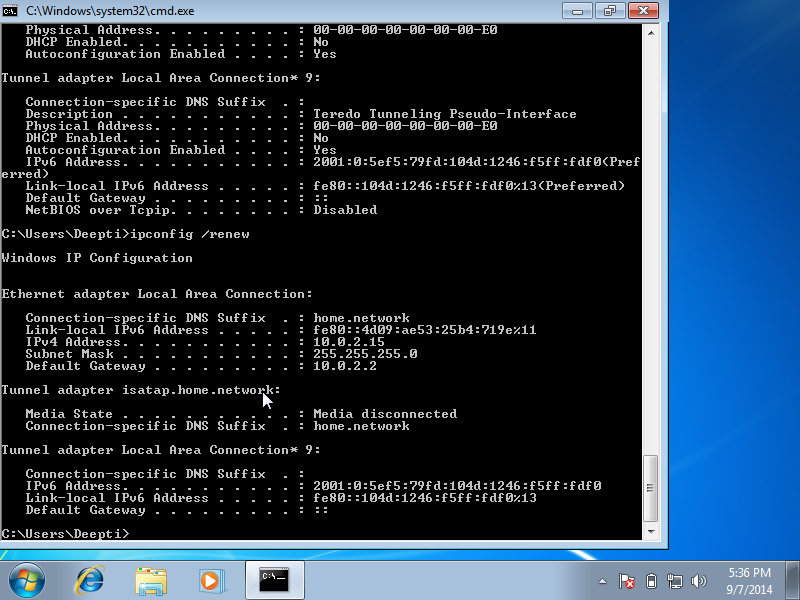 C:\Windows\system32\cmd.exe
Physical Address. . . . . . . . . : 00-00-00-00-00-00-00-E0
DHCP Enabled. . . . . . . . . . . : No
Autoconfiguration Enabled . . . . : Yes
Tunnel adapter Local Area Connection* 9:
Connection-specific DNS Suffix  . :
Description . . . . . . . . . . . : Teredo Tunneling Pseudo-Interface
Physical Address. . . . . . . . . : 00-00-00-00-00-00-00-E0
DHCP Enabled. . . . . . . . . . . : No
Autoconfiguration Enabled . . . . : Yes
IPv6 Address. . . . . . . . . . . : 2001:0:5ef5:79fd:104d:1246:f5ff:fdf0(Pref
erred)
Link-local IPv6 Address . . . . . : fe80::104d:1246:f5ff:fdf0%13(Preferred)
Default Gateway . . . . . . . . . : ::
NetBIOS over Tcpip. . . . . . . . : Disabled
C:\Users\Deepti>ipconfig /renew
Windows IP Configuration
Ethernet adapter Local Area Connection:
Connection-specific DNS Suffix  . : home.network
Link-local IPv6 Address . . . . . : fe80::4d09:ae53:25b4:719e%11
IPv4 Address. . . . . . . . . . . : 10.0.2.15
Subnet Mask . . . . . . . . . . . : 255.255.255.0
Default Gateway . . . . . . . . . : 10.0.2.2
Tunnel adapter isatap.home.network:
Media State . . . . . . . . . . . : Media disconnected
Connection-specific DNS Suffix  . : home.network
Tunnel adapter Local Area Connection* 9:
Connection-specific DNS Suffix  . :
IPv6 Address. . . . . . . . . . . : 2001:0:5ef5:79fd:104d:1246:f5ff:fdf0
Link-local IPv6 Address . . . . . : fe80::104d:1246:f5ff:fdf0%13
Default Gateway . . . . . . . . . : ::
C:\Users\Deepti>
C:\_
5:36 PM
9/7/2014